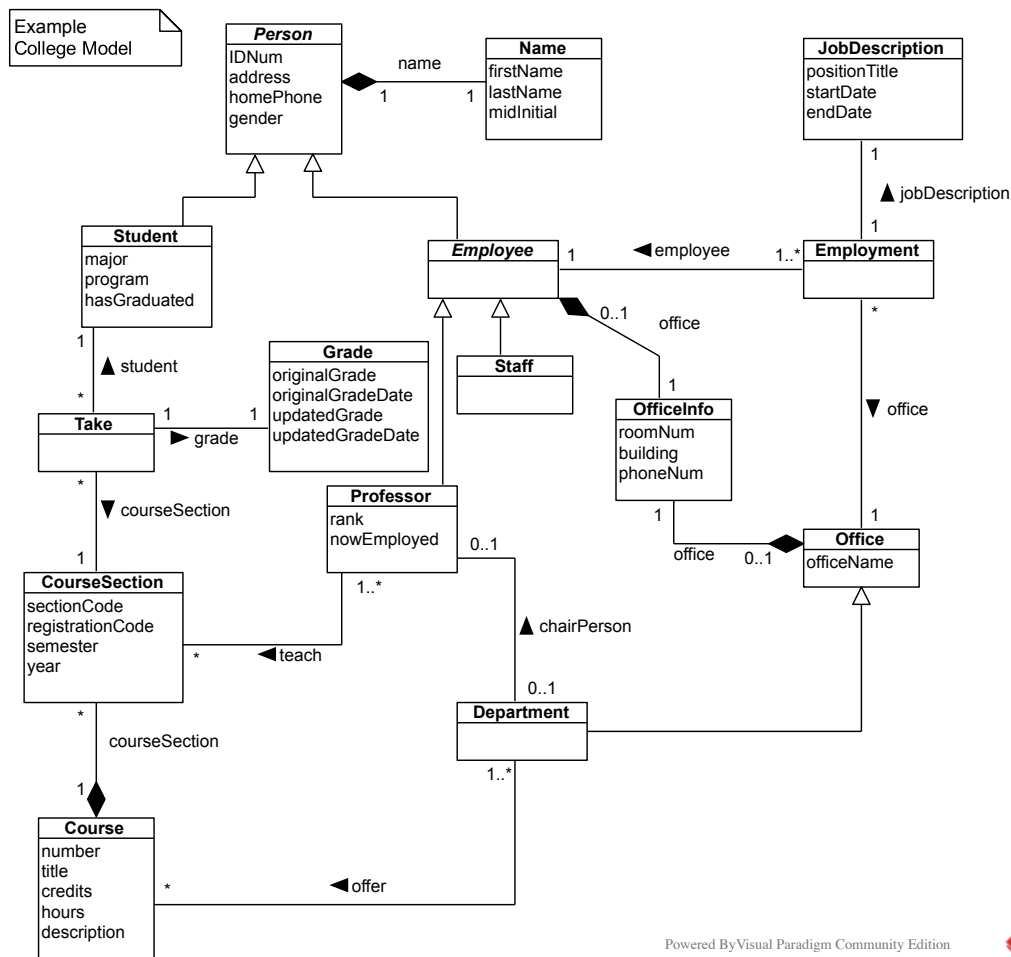 Example
College Model
Person
IDNum
address
homePhone
gender
name
1
1
Name
firstName
lastName
midInitial
JobDescription
positionTitle
startDate
endDate
1
jobDescription
1
Student
major
program
hasGraduated
Employee
1
employee
1..*
Employment
*
0..1
office
1
student
*
Grade
originalGrade
originalGradeDate
updatedGrade
updatedGradeDate
Staff
1
OfficeInfo
roomNum
building
phoneNum
office
Take
1
1
grade
*
courseSection
1
Professor
rank
nowEmployed
0..1
1..*
1
office
0..1
1
Office
officeName
CourseSection
sectionCode
registrationCode
semester
year
*
teach
chairPerson
0..1
Department
1..*
*
courseSection
1
Course
number
title
credits
hours
description
*
offer
Powered ByVisual Paradigm Community Edition